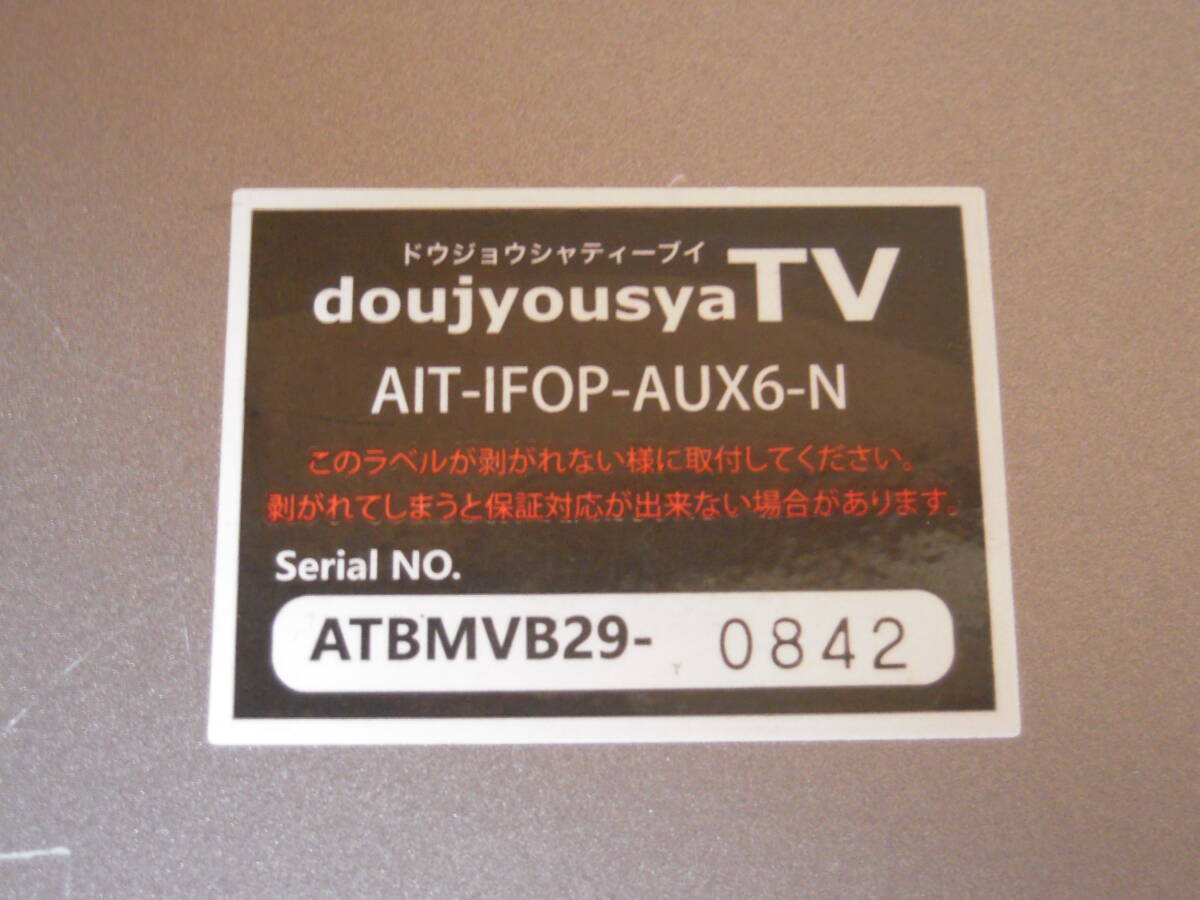 ドウジョウシャティーブイ
doujyousyaTV
AIT-IFOP-AUX6-N
このラベルが剥がれない様に取付してください。
剥がれてしまうと保証対応が出来ない場合があります。
Serial NO.
ATBMVB29- 0842